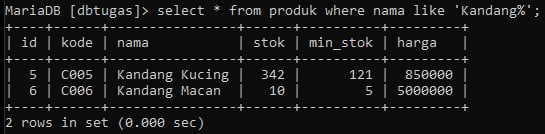 MariaDB [dbtugas]> select * from produk where nama like 'Kandang%';
+----+------+----------------+------+----------+---------+
| id | kode | nama           | stok | min_stok | harga   |
+----+------+----------------+------+----------+---------+
|  5 | C005 | Kandang Kucing |  342 |      121 |  850000 |
|  6 | C006 | Kandang Macan  |   10 |        5 | 5000000 |
+----+------+----------------+------+----------+---------+
2 rows in set (0.000 sec)